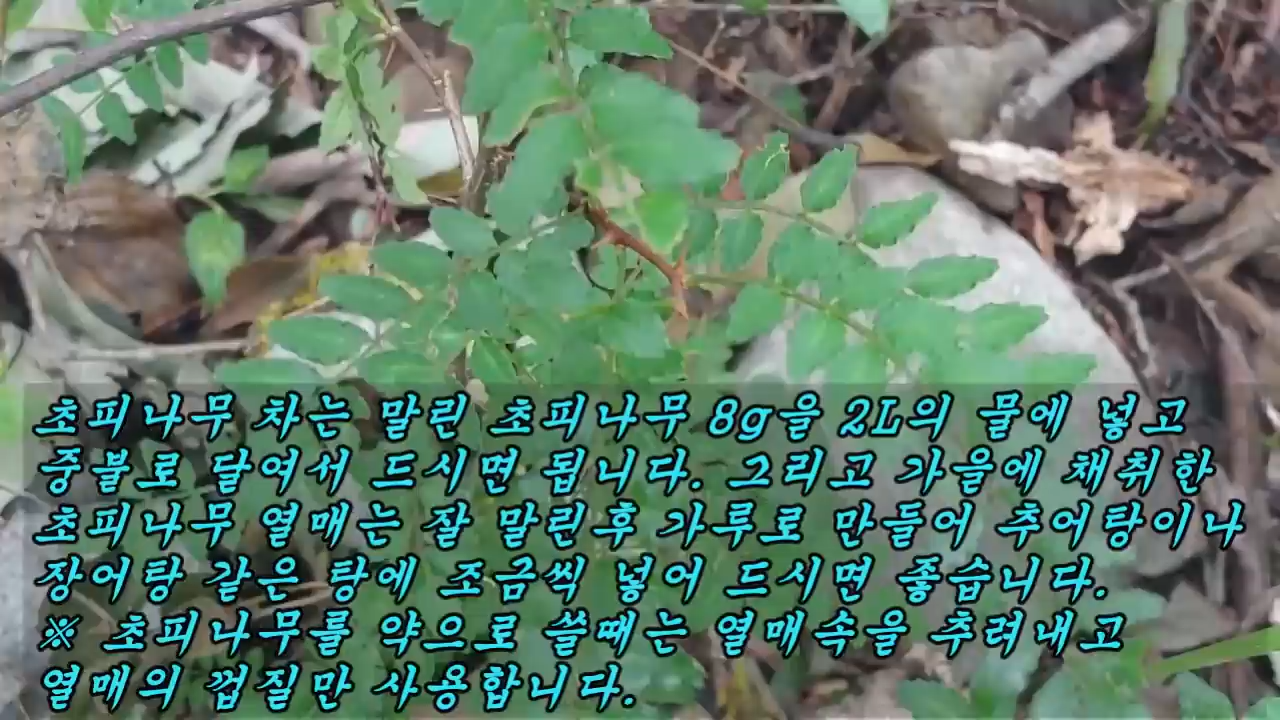 초피나무 차는 말린 초피나무 8g을 2L의 물에 넣고
중불로 달여서 드시면 됩니다. 그리고 가을에 채취한
초피나무 열매는 잘 말린후 가루로 만들어 추어탕이나
장어탕 같은 탕에 조금씩 넣어 드시면 좋습니다.
※ 초피나무를 약으로 쓸때는 열매속을 추려내고
열매의 껍질만 사용합니다.